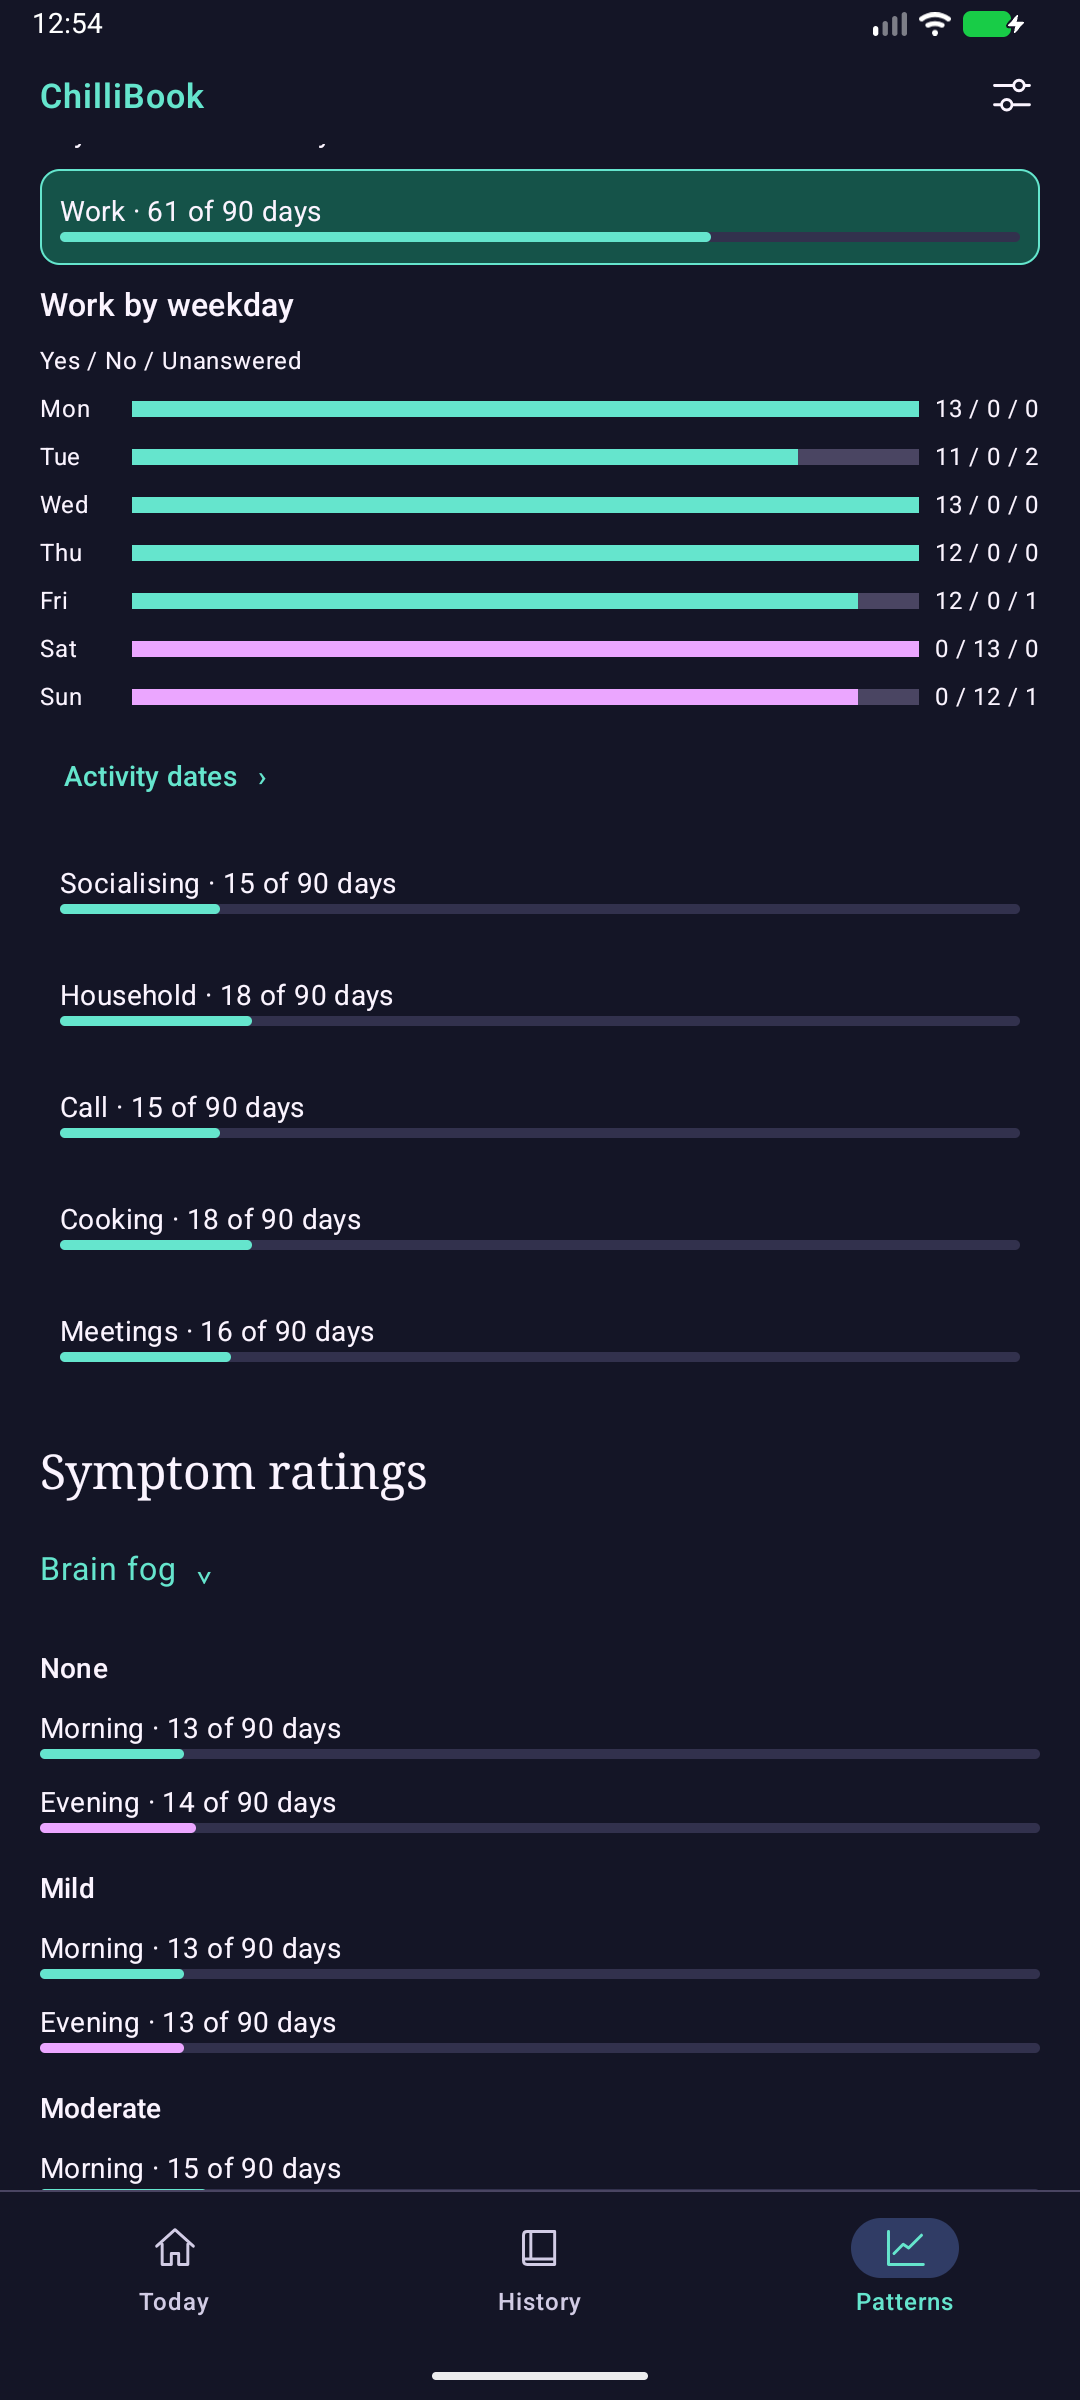 12:54
ChilliBook
Work · 61 of 90 days
Work by weekday
Yes / No / Unanswered
Mon 13 / 0 / 0
Tue 11 / 0 / 2
Wed 13 / 0 / 0
Thu 12 / 0 / 0
Fri 12 / 0 / 1
Sat 0 / 13 / 0
Sun 0 / 12 / 1
Activity dates ›
Socialising · 15 of 90 days
Household · 18 of 90 days
Call · 15 of 90 days
Cooking · 18 of 90 days
Meetings · 16 of 90 days
Symptom ratings
Brain fog
None
Morning · 13 of 90 days
Evening · 14 of 90 days
Mild
Morning · 13 of 90 days
Evening · 13 of 90 days
Moderate
Morning · 15 of 90 days
Today History Patterns